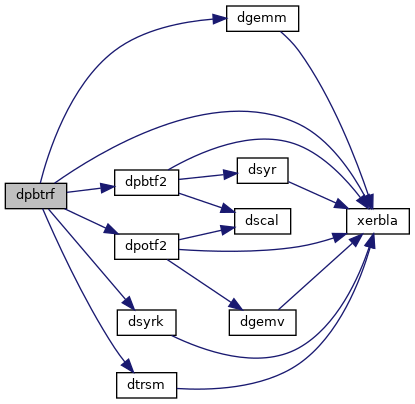 dgemm
dpbtrf
dpbtf2
dsyr
dscal
xerbla
dpotf2
dsyrk
dgemv
dtrsm